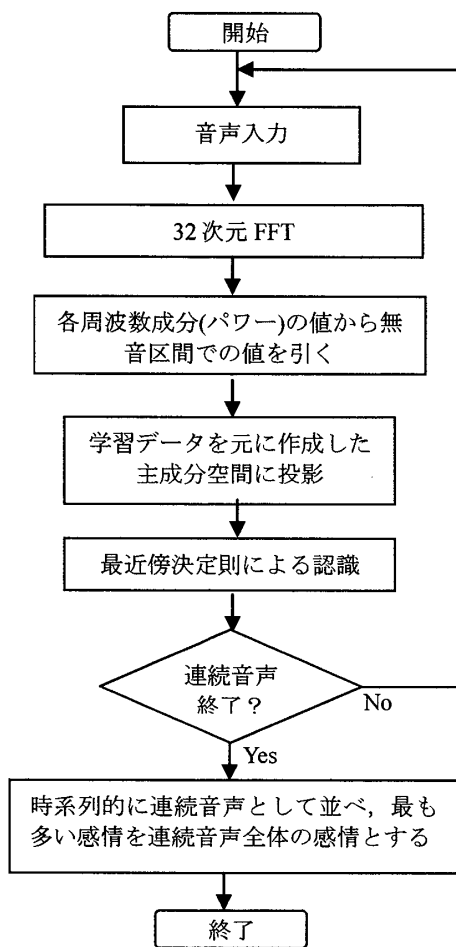 開始
音声入力
32次元 FFT
各周波数成分(パワー)の値から無
音区間での値を引く
学習データを元に作成した
主成分空間に投影
最近傍決定則による認識
連続音声
終了？
No
Yes
時系列的に連続音声として並べ，最も
多い感情を連続音声全体の感情とする
終了